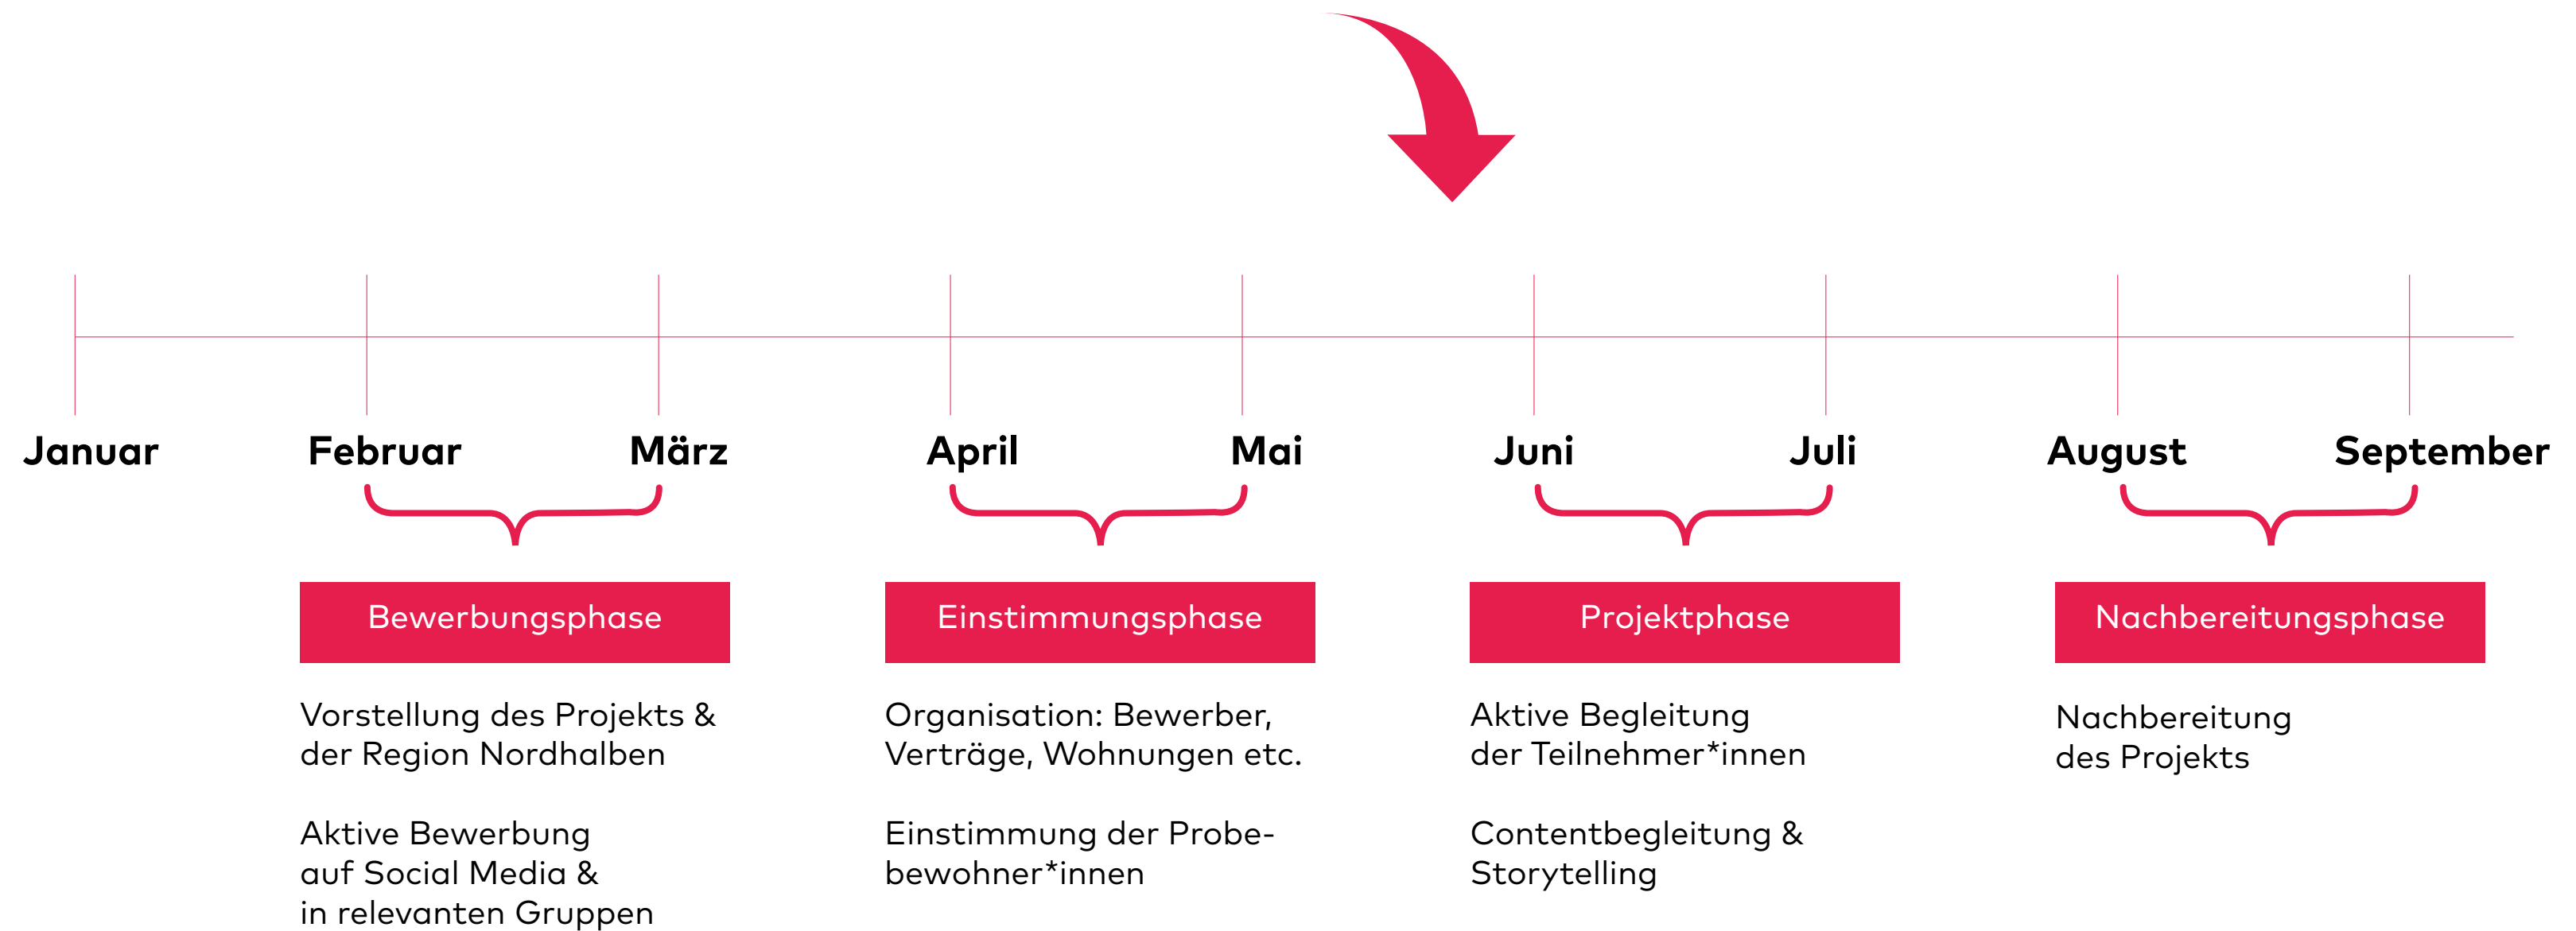 Januar
Februar
März
April
Mai
Juni
Juli
August
September
Bewerbungsphase
Vorstellung des Projekts &
der Region Nordhalben
Aktive Bewerbung
auf Social Media &
in relevanten Gruppen
Einstimmungsphase
Organisation: Bewerber,
Verträge, Wohnungen etc.
Einstimmung der Probe-
bewohner*innen
Projektphase
Aktive Begleitung
der Teilnehmer*innen
Contentbegleitung &
Storytelling
Nachbereitungsphase
Nachbereitung
des Projekts